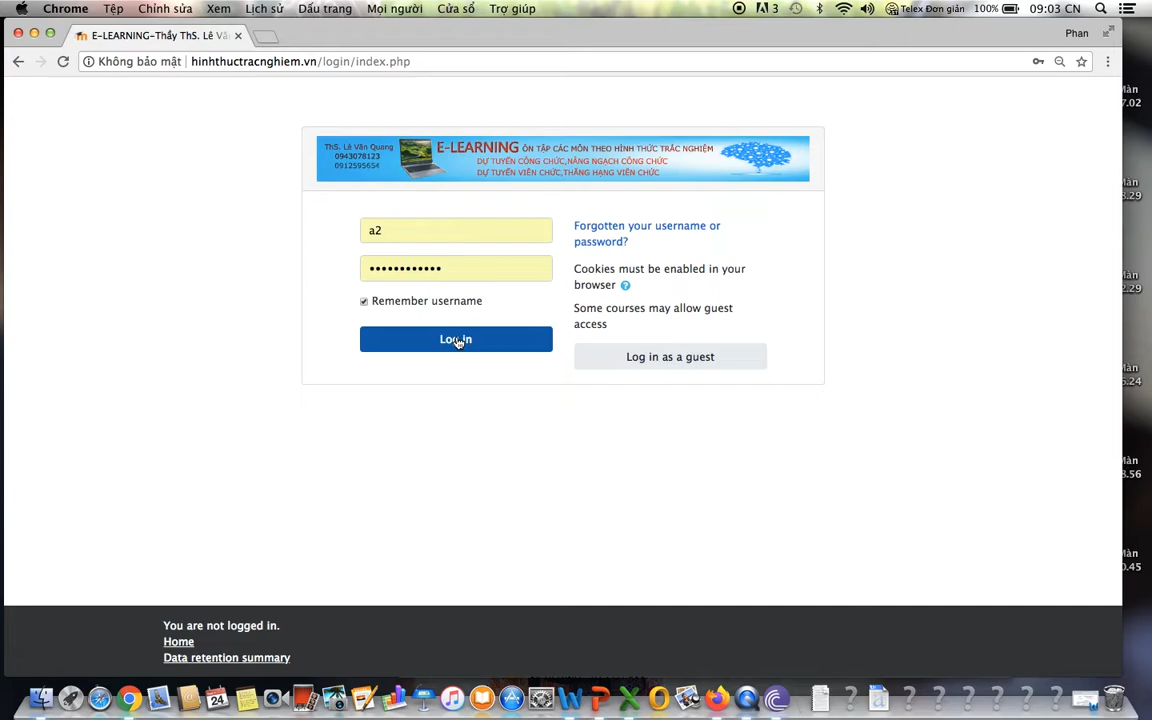 Chrome Tệp Chỉnh sửa Xem Lịch sử Dấu trang Mọi người Cửa sổ Trợ giúp 3 Telex Đơn giản 100% 09:03 CN
E-LEARNING-Thầy ThS. Lê Vă
Phan
Không bảo mật hinhthuctracnghiem.vn/login/index.php
ThS. Lê Văn Quang
0943078123
0912595654
E-LEARNING ÔN TẬP CÁC MÔN THEO HÌNH THỨC TRẮC NGHIỆM
DỰ TUYỂN CÔNG CHỨC,NÂNG NGẠCH CÔNG CHỨC
DỰ TUYỂN VIÊN CHỨC,THĂNG HẠNG VIÊN CHỨC
a2
••••••••••••
Remember username
Log in
Forgotten your username or
password?
Cookies must be enabled in your
browser ?
Some courses may allow guest
access
Log in as a guest
You are not logged in.
Home
Data retention summary
24